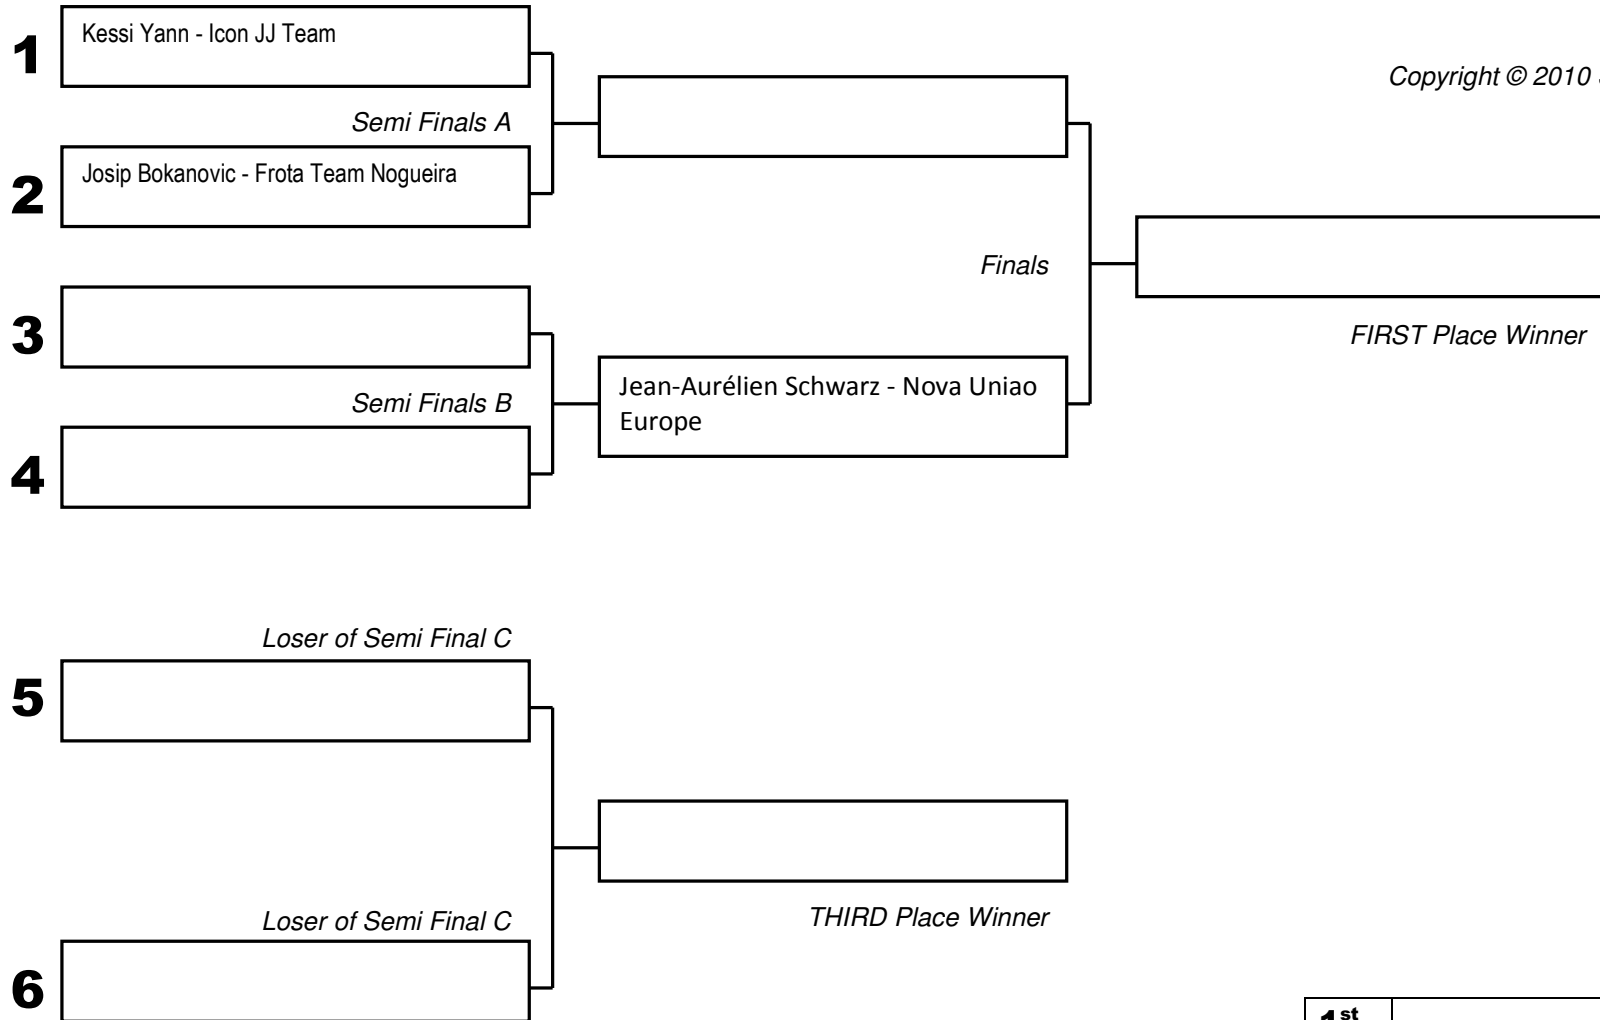 1
Kessi Yann - Icon JJ Team
Copyright © 2010
Semi Finals A
2
Josip Bokanovic - Frota Team Nogueira
Finals
3
FIRST Place Winner
Semi Finals B
Jean-Aurélien Schwarz - Nova Uniao
Europe
4
Loser of Semi Final C
5
THIRD Place Winner
Loser of Semi Final C
6
1st